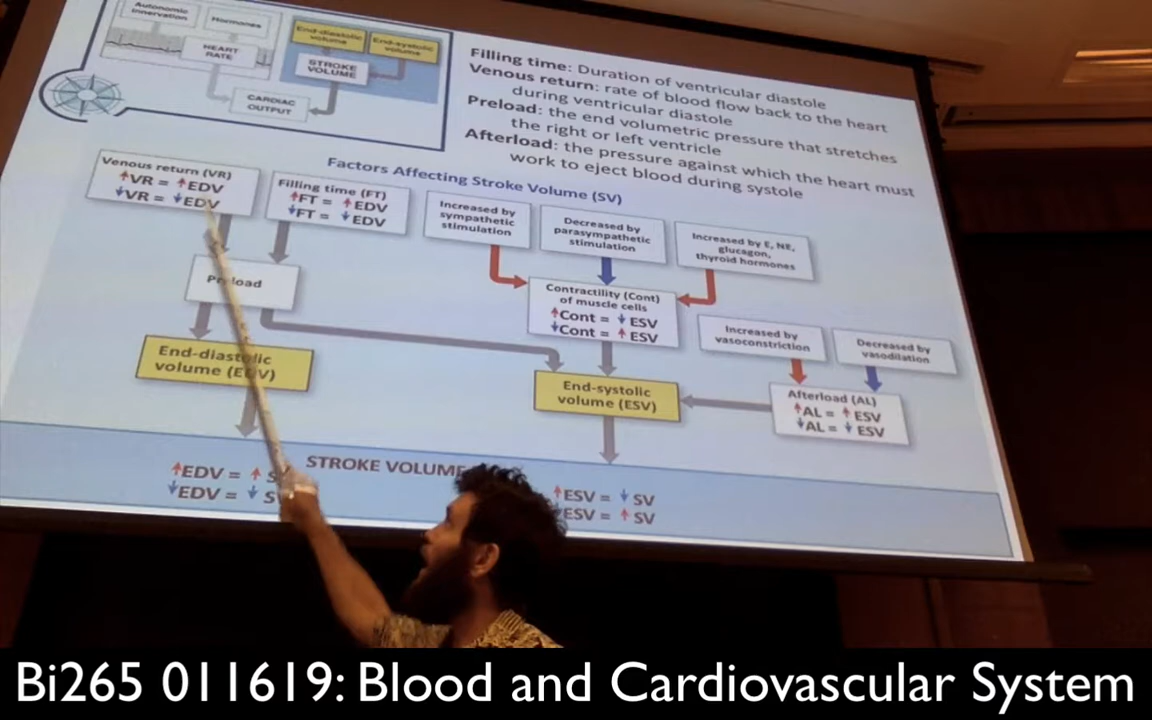 Autonomic
innervation
Hormones
HEART
RATE
End-diastolic
volume
End-systolic
volume
STROKE
VOLUME
CARDIAC
OUTPUT
Filling time: Duration of ventricular diastole
Venous return: rate of blood flow back to the heart
during ventricular diastole
Preload: the end volumetric pressure that stretches
the right or left ventricle
Afterload: the pressure against which the heart must
work to eject blood during systole
Factors Affecting Stroke Volume (SV)
Venous return (VR)
↑VR = ↑EDV
↓VR = ↓EDV
Filling time (FT)
↑FT = ↑EDV
↓FT = ↓EDV
Increased by
sympathetic
stimulation
Decreased by
parasympathetic
stimulation
Increased by E, NE,
glucagon,
thyroid hormones
Preload
Contractility (Cont)
of muscle cells
↑Cont = ↓ESV
↓Cont = ↑ESV
Increased by
vasoconstriction
Decreased by
vasodilation
End-diastolic
volume (EDV)
End-systolic
volume (ESV)
Afterload (AL)
↑AL = ↑ESV
↓AL = ↓ESV
STROKE VOLUME
↑EDV = ↑S
↓EDV = ↓S
↑ESV = ↓SV
ESV = ↑SV
Bi265 011619: Blood and Cardiovascular System